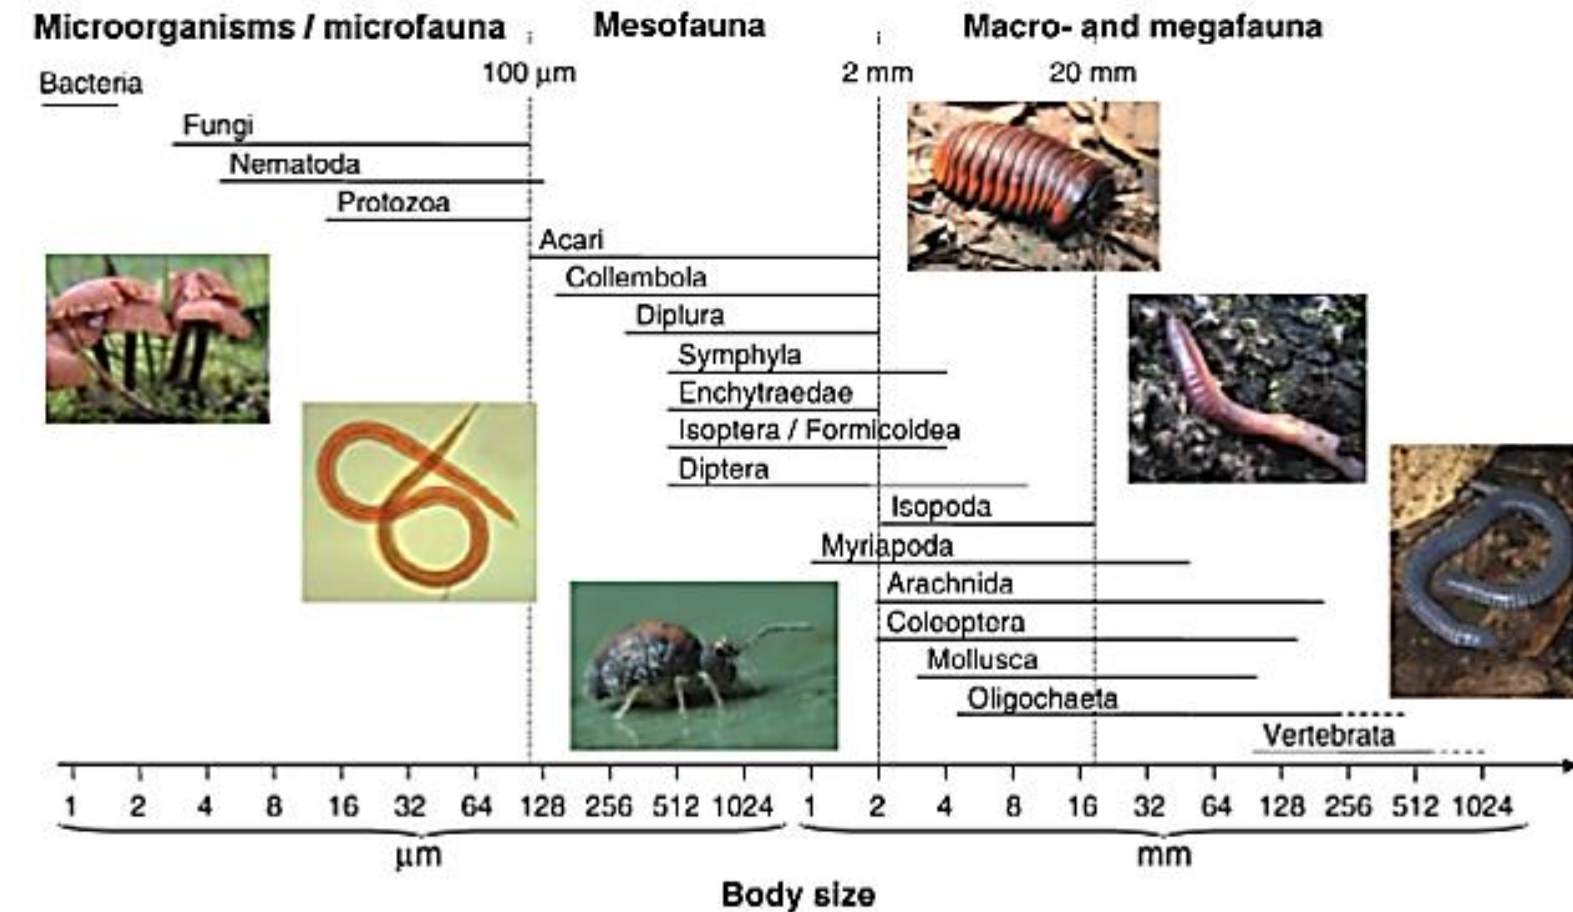 Microorganisms / microfauna
Mesofauna
Macro- and megafauna
100 µm
2 mm
20 mm
Bacteria
Fungi
Nematoda
Protozoa
Acari
Collembola
Diplura
Symphyla
Enchytraedae
Isoptera / Formicoidea
Diptera
Isopoda
Myriapoda
Arachnida
Coleoptera
Mollusca
Oligochaeta
Vertebrata
1 2 4 8 16 32 64 128 256 512 1024 1 2 4 8 16 32 64 128 256 512 1024
µm
mm
Body size